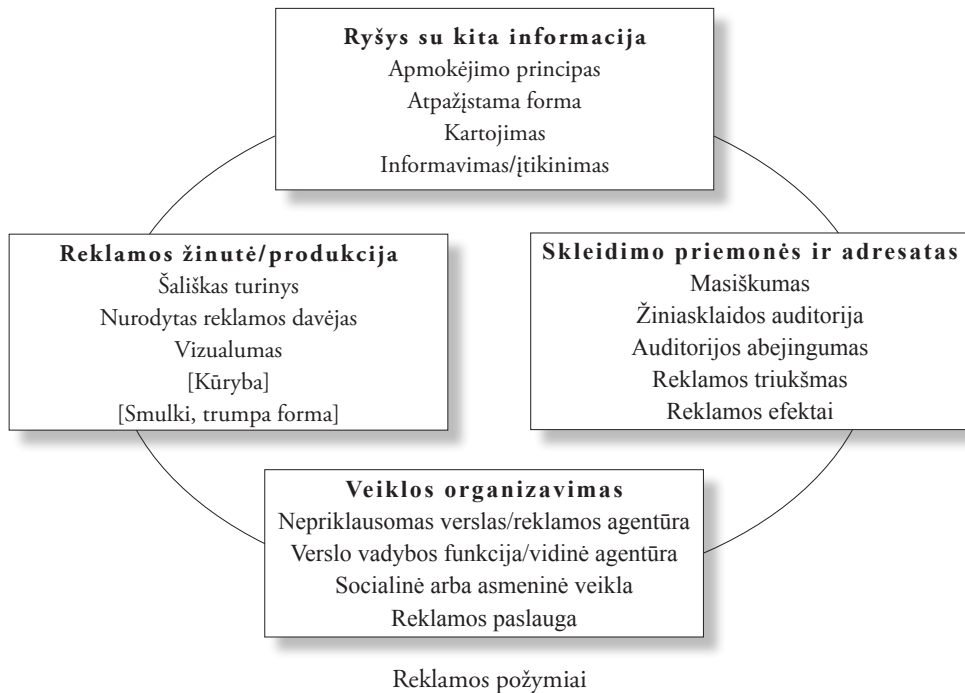 Ryšys su kita informacija
Apmokėjimo principas
Atpažįstama forma
Kartojimas
Informavimas/įtikinimas
Reklamos žinutė/produkcija
Šališkas turinys
Nurodytas reklamos davėjas
Vizualumas
[Kūryba]
[Smulki, trumpa forma]
Skleidimo priemonės ir adresatas
Masiškumas
Žiniasklaidos auditorija
Auditorijos abejingumas
Reklamos triukšmas
Reklamos efektai
Veiklos organizavimas
Nepriklausomas verslas/reklamos agentūra
Verslo vadybos funkcija/vidinė agentūra
Socialinė arba asmeninė veikla
Reklamos paslauga
Reklamos požymiai